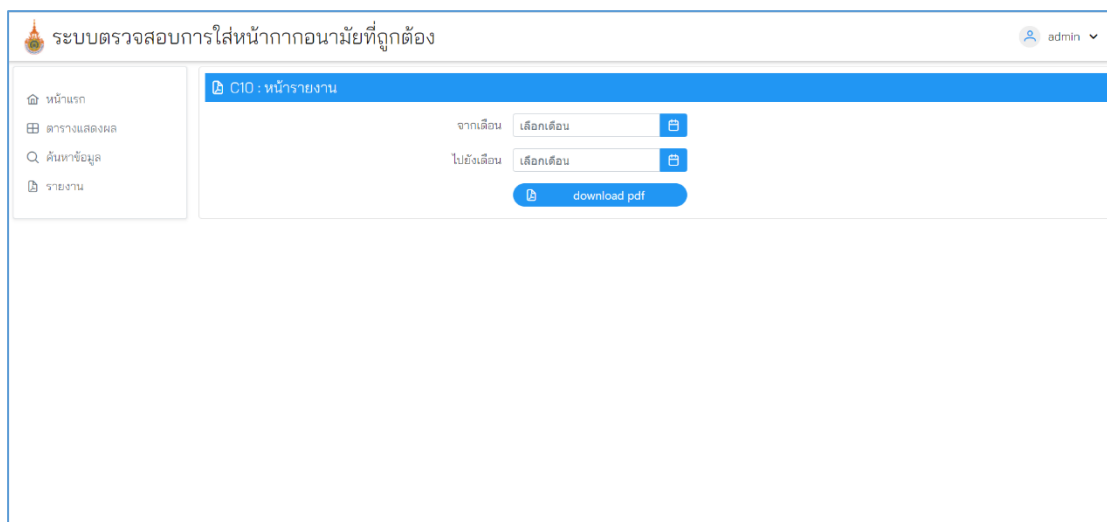 ระบบตรวจสอบการใส่หน้ากากอนามัยที่ถูกต้อง
admin
หน้าแรก
ตารางแสดงผล
ค้นหาข้อมูล
รายงาน
C10 : หน้ารายงาน
จากเดือน เลือกเดือน
ไปยังเดือน เลือกเดือน
download pdf